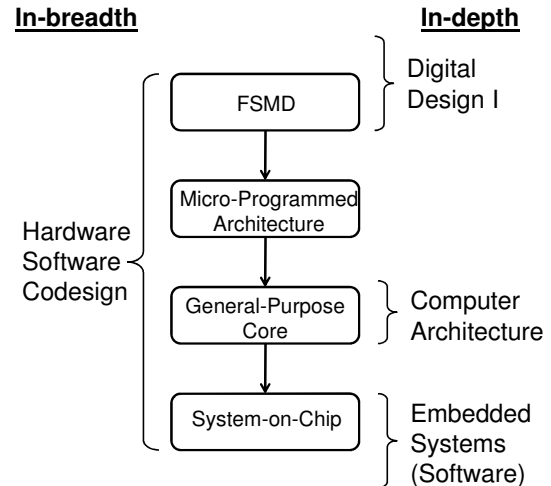 In-breadth
In-depth
Digital
Design I
FSMD
Micro-Programmed
Architecture
Hardware
Software
Codesign
General-Purpose
Core
Computer
Architecture
System-on-Chip
Embedded
Systems
(Software)